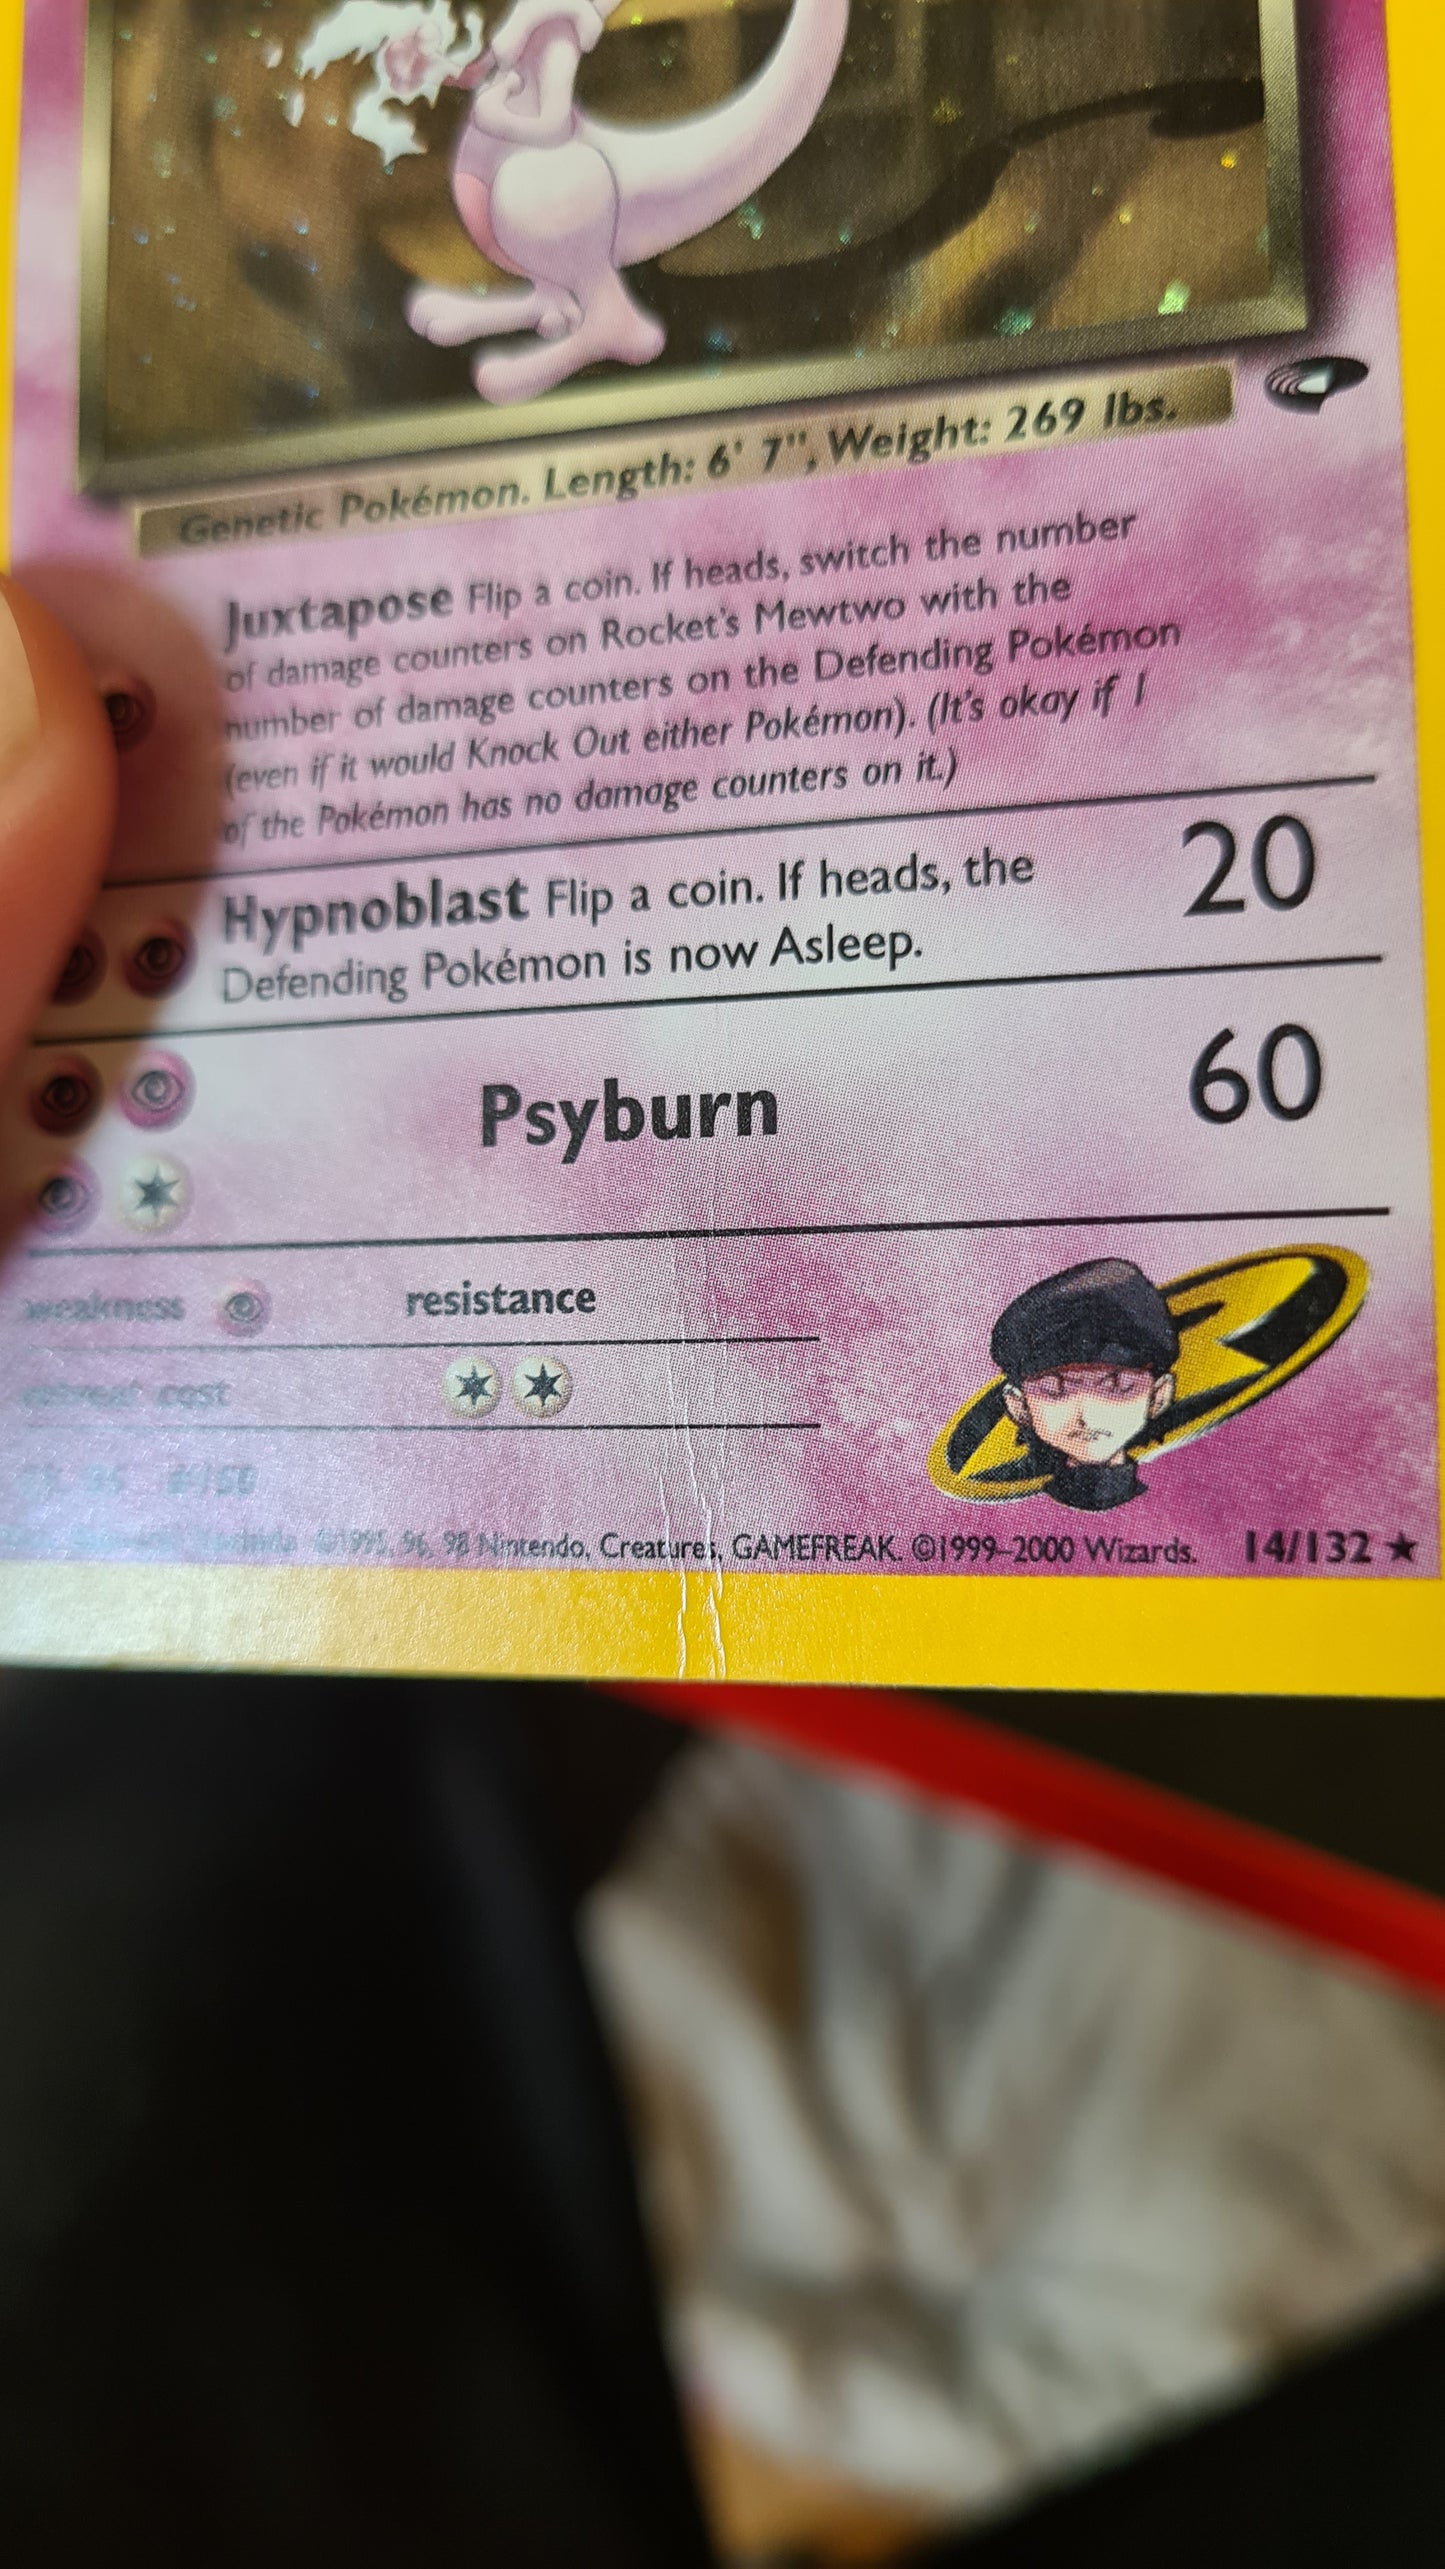 Genetic Pokémon. Length: 6' 7", Weight: 269 lbs.
Juxtapose Flip a coin. If heads, switch the number
of damage counters on Rocket's Mewtwo with the
number of damage counters on the Defending Pokémon
(even if it would Knock Out either Pokémon). (It's okay if 1
of the Pokémon has no damage counters on it.)
Hypnoblast Flip a coin. If heads, the 20
Defending Pokémon is now Asleep.
Psyburn 60
weakness resistance
retreat cost
©1995, 96, 98 Nintendo, Creatures, GAMEFREAK. ©1999-2000 Wizards. 14/132 ★